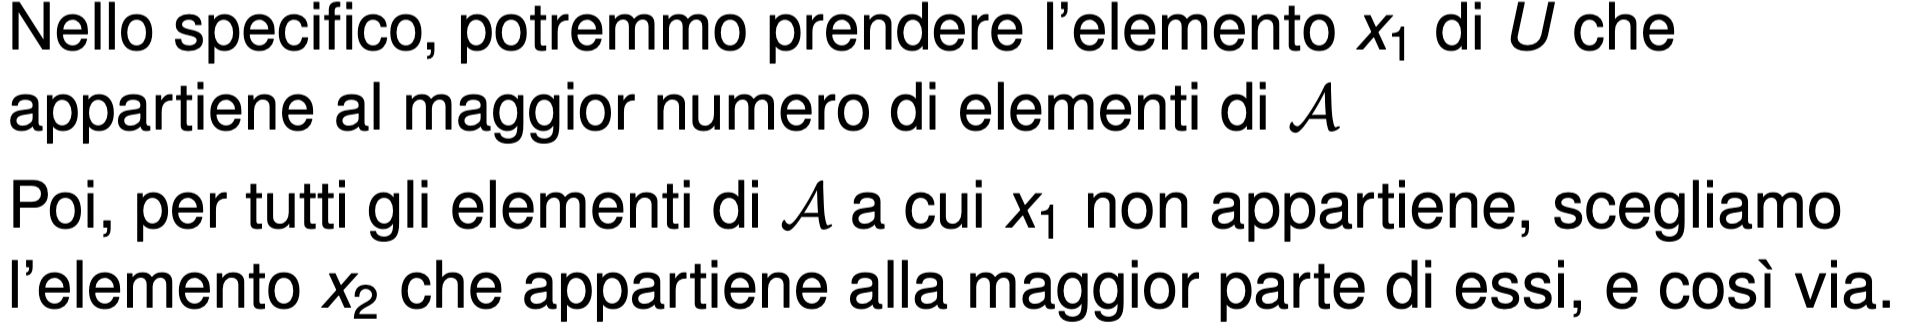 Nello specifico, potremmo prendere l'elemento x₁ di U che
appartiene al maggior numero di elementi di 𝒜
Poi, per tutti gli elementi di 𝒜 a cui x₁ non appartiene, scegliamo
l'elemento x₂ che appartiene alla maggior parte di essi, e così via.